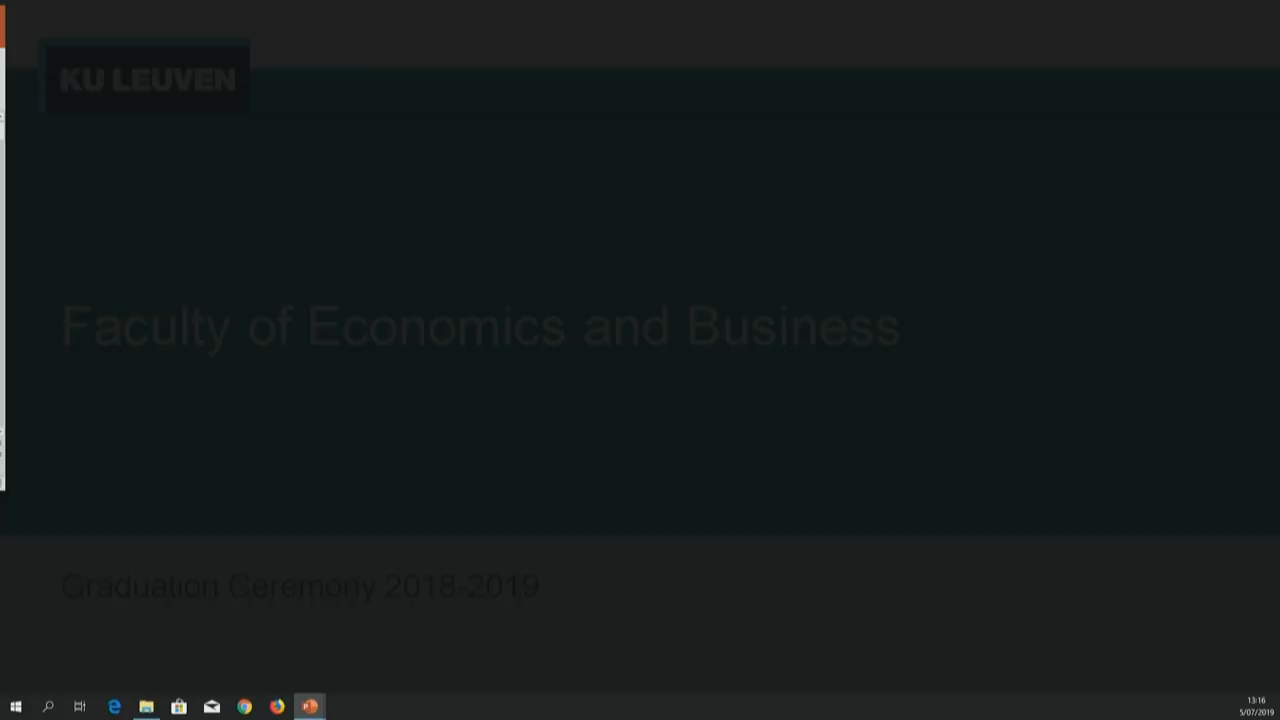 KU LEUVEN
Faculty of Economics and Business
Graduation Ceremony 2018-2019
13:16
5/07/2019